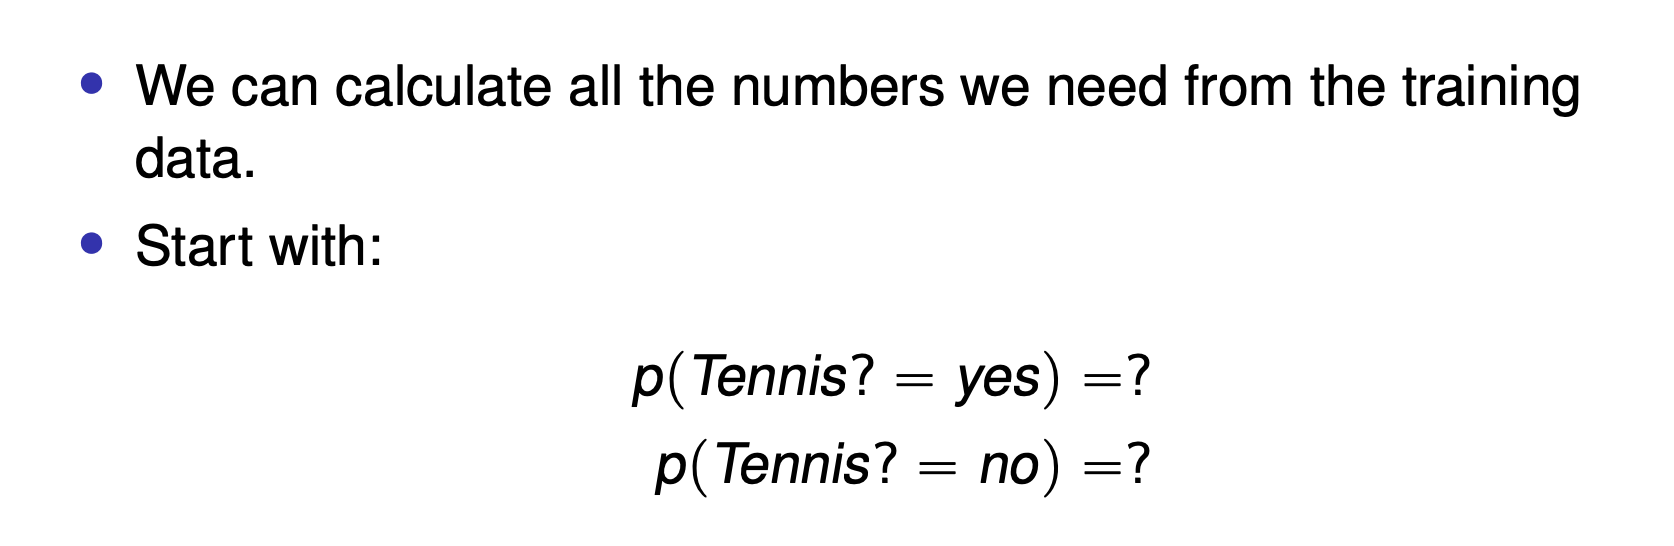 • We can calculate all the numbers we need from the training
data.
• Start with:
p(Tennis? = yes) =?
p(Tennis? = no) =?